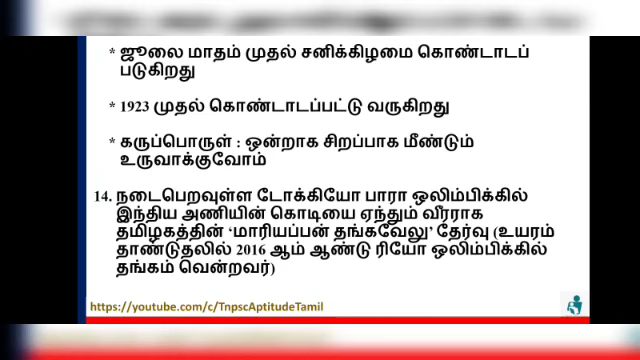 * ஜூலை மாதம் முதல் சனிக்கிழமை கொண்டாடப்
படுகிறது
* 1923 முதல் கொண்டாடப்பட்டு வருகிறது
* கருப்பொருள் : ஒன்றாக சிறப்பாக மீண்டும்
உருவாக்குவோம்
14. நடைபெறவுள்ள டோக்கியோ பாரா ஒலிம்பிக்கில்
இந்திய அணியின் கொடியை ஏந்தும் வீரராக
தமிழகத்தின் ‘மாரியப்பன் தங்கவேலு’ தேர்வு (உயரம்
தாண்டுதலில் 2016 ஆம் ஆண்டு ரியோ ஒலிம்பிக்கில்
தங்கம் வென்றவர்)
https://youtube.com/c/TnpscAptitudeTamil